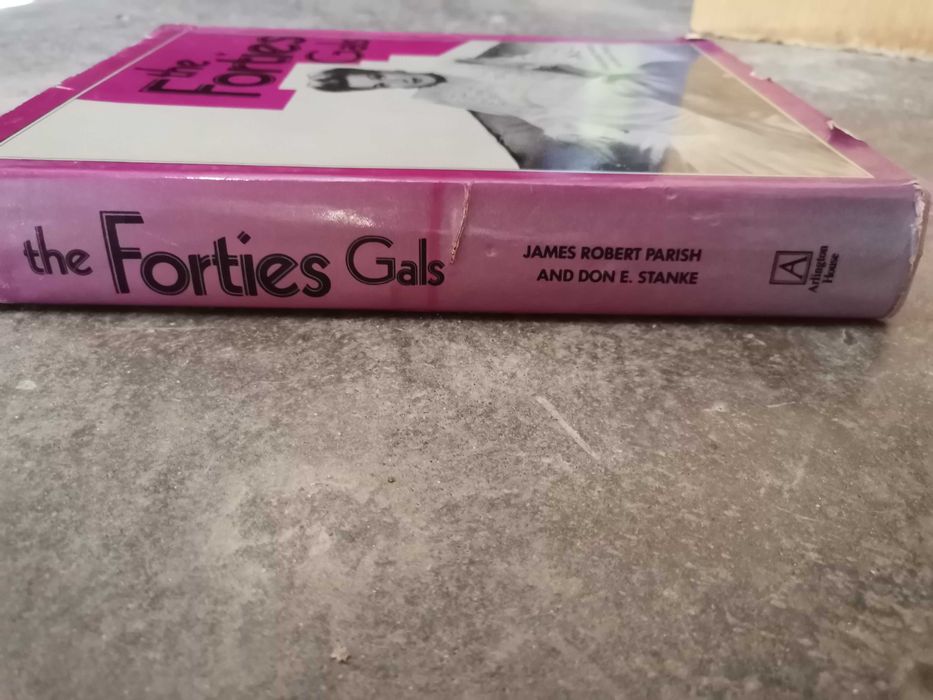 the
Forties
Gals
the Forties Gals
JAMES ROBERT PARISH
AND DON E. STANKE
A
Arlington
House